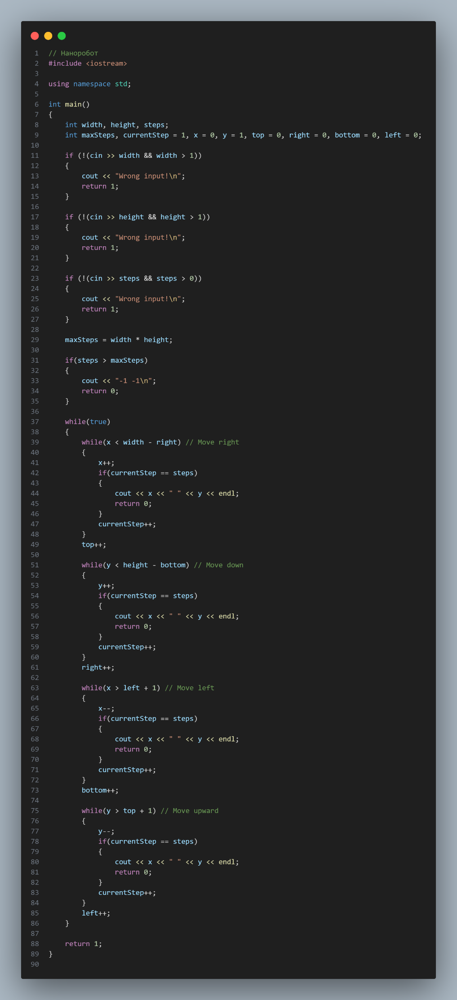 1 // Наноробот
2 #include <iostream>
3
4 using namespace std;
5
6 int main()
7 {
8     int width, height, steps;
9     int maxSteps, currentStep = 1, x = 0, y = 1, top = 0, right = 0, bottom = 0, left = 0;
10
11     if (!(cin >> width && width > 1))
12     {
13         cout << "Wrong input!\n";
14         return 1;
15     }
16
17     if (!(cin >> height && height > 1))
18     {
19         cout << "Wrong input!\n";
20         return 1;
21     }
22
23     if (!(cin >> steps && steps > 0))
24     {
25         cout << "Wrong input!\n";
26         return 1;
27     }
28
29     maxSteps = width * height;
30
31     if(steps > maxSteps)
32     {
33         cout << "-1 -1\n";
34         return 0;
35     }
36
37     while(true)
38     {
39         while(x < width - right) // Move right
40         {
41             x++;
42             if(currentStep == steps)
43             {
44                 cout << x << " " << y << endl;
45                 return 0;
46             }
47             currentStep++;
48         }
49         top++;
50
51         while(y < height - bottom) // Move down
52         {
53             y++;
54             if(currentStep == steps)
55             {
56                 cout << x << " " << y << endl;
57                 return 0;
58             }
59             currentStep++;
60         }
61         right++;
62
63         while(x > left + 1) // Move left
64         {
65             x--;
66             if(currentStep == steps)
67             {
68                 cout << x << " " << y << endl;
69                 return 0;
70             }
71             currentStep++;
72         }
73         bottom++;
74
75         while(y > top + 1) // Move upward
76         {
77             y--;
78             if(currentStep == steps)
79             {
80                 cout << x << " " << y << endl;
81                 return 0;
82             }
83             currentStep++;
84         }
85         left++;
86     }
87
88     return 1;
89 }
90